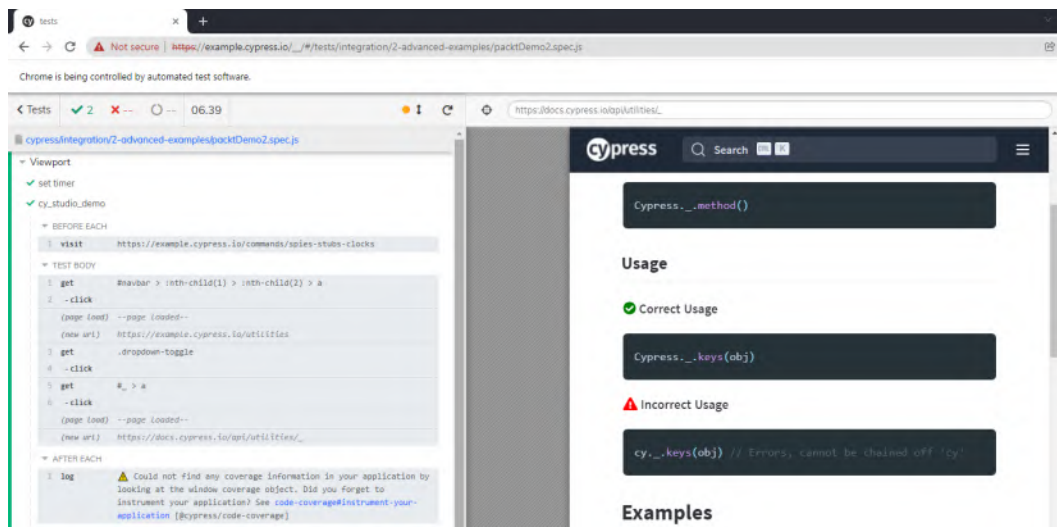 tests
Not secure | https://example.cypress.io/__/#/tests/integration/2-advanced-examples/packtDemo2.spec.js
Chrome is being controlled by automated test software.
< Tests 2 -- -- 06.39
https://docs.cypress.io/api/utilities/_
cypress/integration/2-advanced-examples/packtDemo2.spec.js
Viewport
set timer
cy_studio_demo
BEFORE EACH
1 visit https://example.cypress.io/commands/spies-stubs-clocks
TEST BODY
1 get #navbar > :nth-child(1) > :nth-child(2) > a
2 -click
(page load) --page loaded--
(new url) https://example.cypress.io/utilities
3 get .dropdown-toggle
4 -click
5 get #_ > a
6 -click
(page load) --page loaded--
(new url) https://docs.cypress.io/api/utilities/_
AFTER EACH
1 log Could not find any coverage information in your application by
looking at the window coverage object. Did you forget to
instrument your application? See code-coverage#instrument-your-
application [@cypress/code-coverage]
cypress
Search K
Cypress._.method()
Usage
Correct Usage
Cypress._.keys(obj)
Incorrect Usage
cy._.keys(obj) // Errors, cannot be chained off 'cy'
Examples